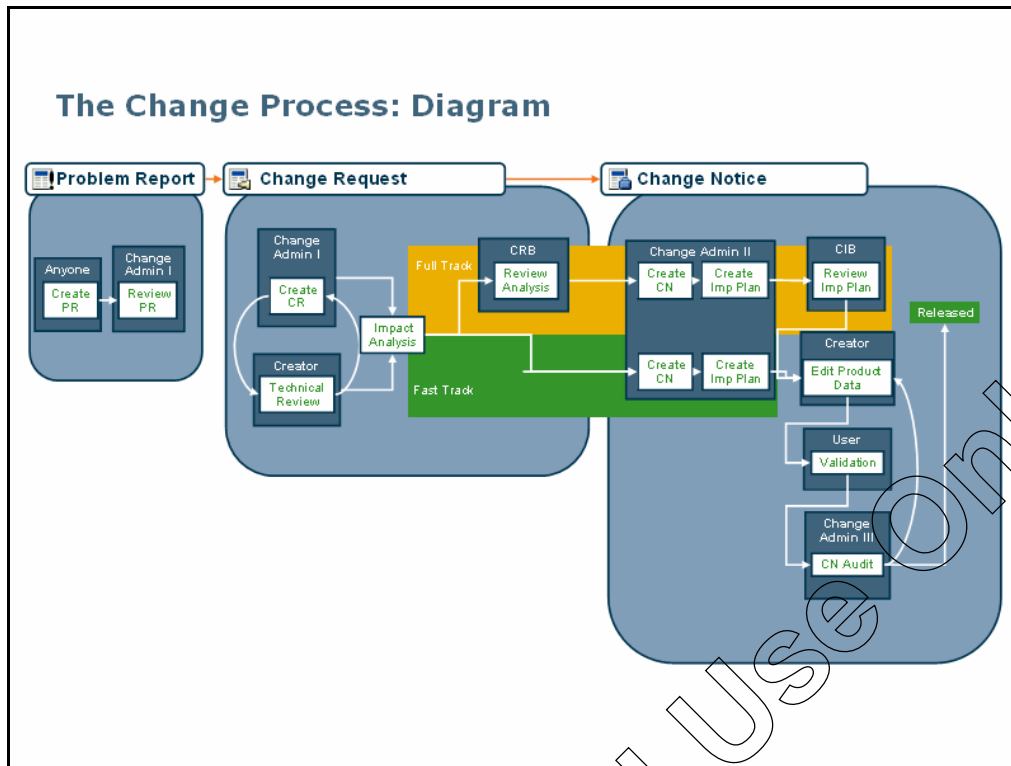 The Change Process: Diagram
Problem Report
Change Request
Change Notice
Anyone
Create
PR
Change
Admin I
Review
PR
Change
Admin I
Create
CR
Creator
Technical
Review
Impact
Analysis
Full Track
Fast Track
CRB
Review
Analysis
Change Admin II
Create
CN
Create
Imp Plan
Create
CN
Create
Imp Plan
CIB
Review
Imp Plan
Released
Creator
Edit Product
Data
User
Validation
Change
Admin III
CN Audit
Use Onl